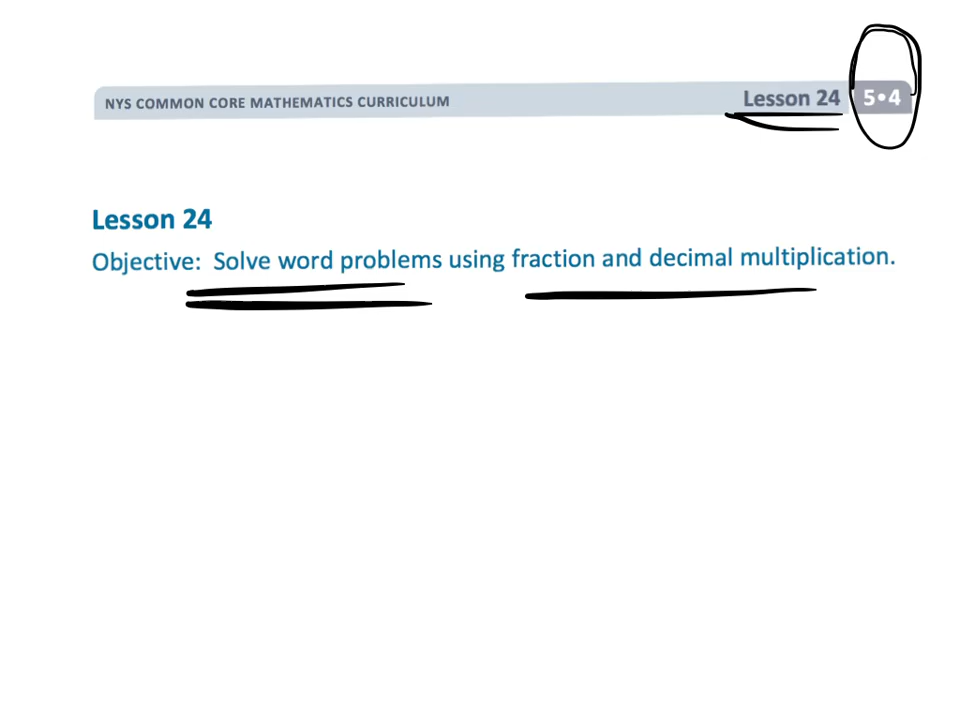 NYS COMMON CORE MATHEMATICS CURRICULUM Lesson 24 5•4
Lesson 24
Objective: Solve word problems using fraction and decimal multiplication.